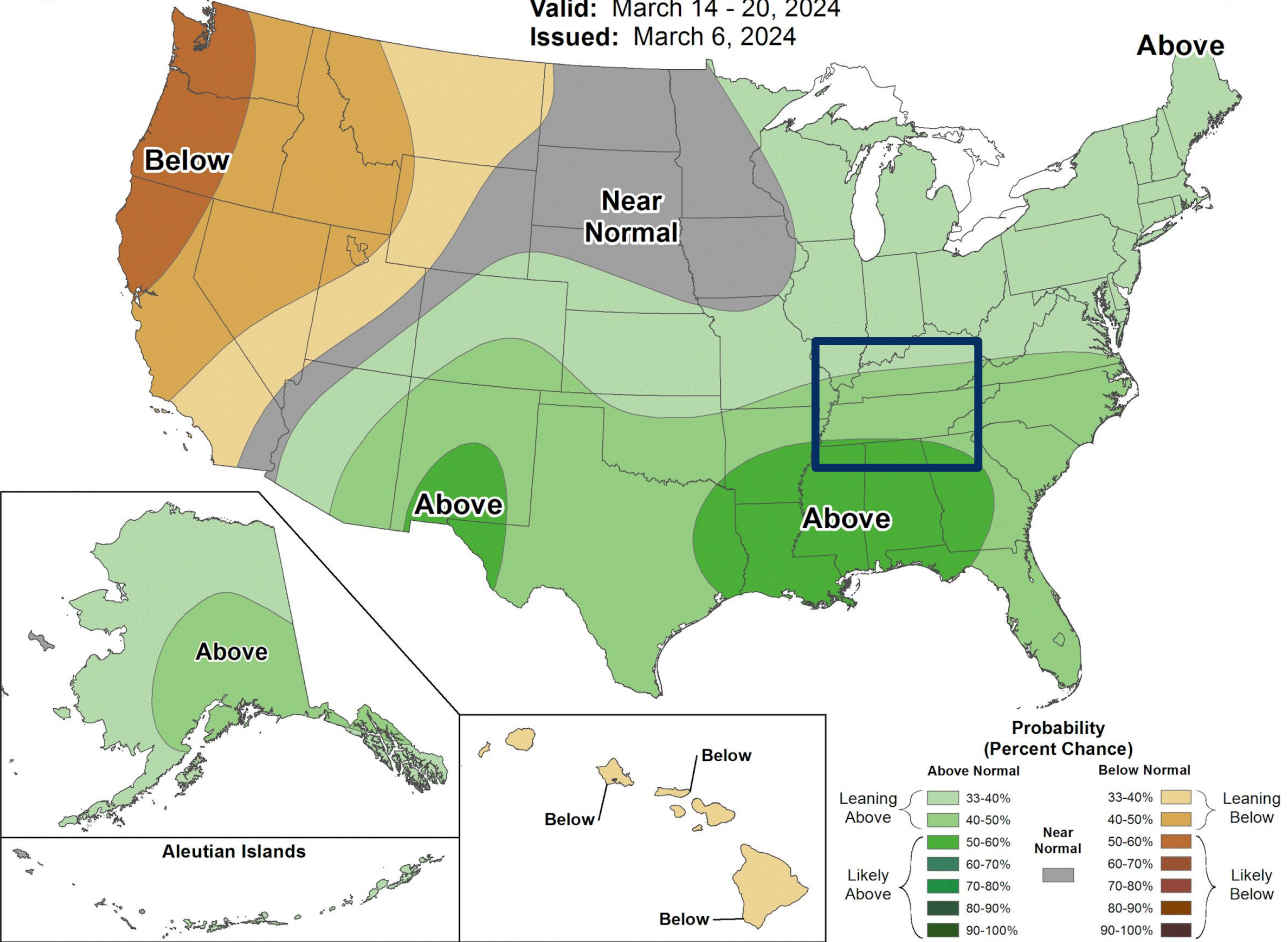 Valid: March 14 - 20, 2024
Issued: March 6, 2024
Above
Below
Near
Normal
Above
Above
Above
Below
Below
Below
Aleutian Islands
Probability
(Percent Chance)
Above Normal
Below Normal
Leaning
Above
33-40%
40-50%
50-60%
60-70%
70-80%
80-90%
90-100%
Likely
Above
Near
Normal
33-40%
40-50%
50-60%
60-70%
70-80%
80-90%
90-100%
Leaning
Below
Likely
Below